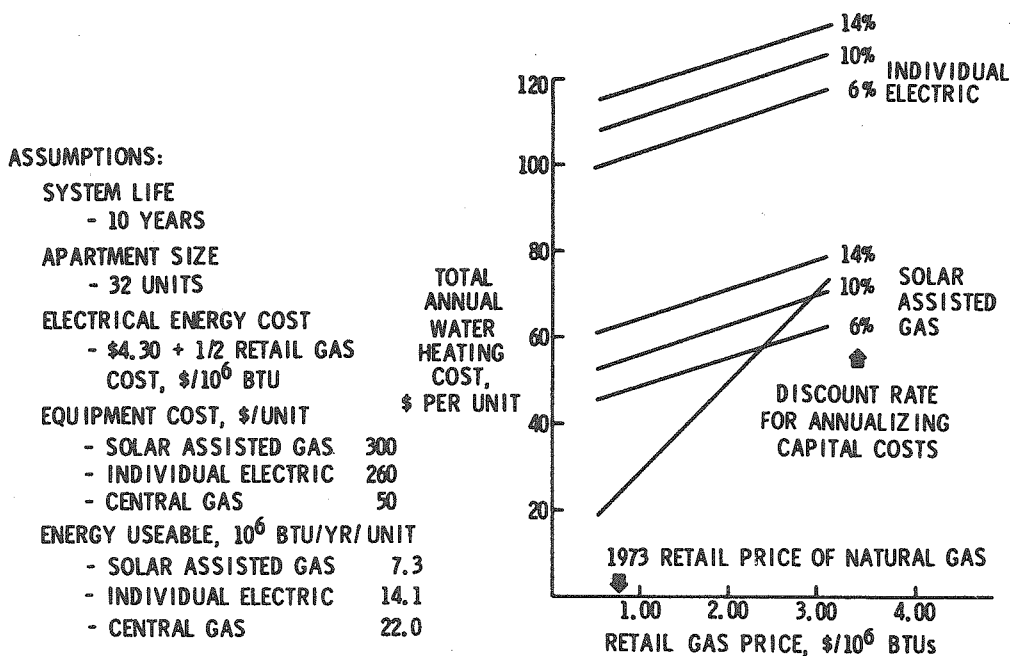 ASSUMPTIONS:
SYSTEM LIFE
- 10 YEARS
APARTMENT SIZE
- 32 UNITS
ELECTRICAL ENERGY COST
- $4.30 + 1/2 RETAIL GAS
COST, $/10⁶ BTU
EQUIPMENT COST, $/UNIT
- SOLAR ASSISTED GAS 300
- INDIVIDUAL ELECTRIC 260
- CENTRAL GAS 50
ENERGY USEABLE, 10⁶ BTU/YR/UNIT
- SOLAR ASSISTED GAS 7.3
- INDIVIDUAL ELECTRIC 14.1
- CENTRAL GAS 22.0
TOTAL
ANNUAL
WATER
HEATING
COST,
$ PER UNIT
120
100
80
60
40
20
14%
10%
6%
INDIVIDUAL
ELECTRIC
14%
10%
6%
SOLAR
ASSISTED
GAS
DISCOUNT RATE
FOR ANNUALIZING
CAPITAL COSTS
1973 RETAIL PRICE OF NATURAL GAS
1.00 2.00 3.00 4.00
RETAIL GAS PRICE, $/10⁶ BTUs